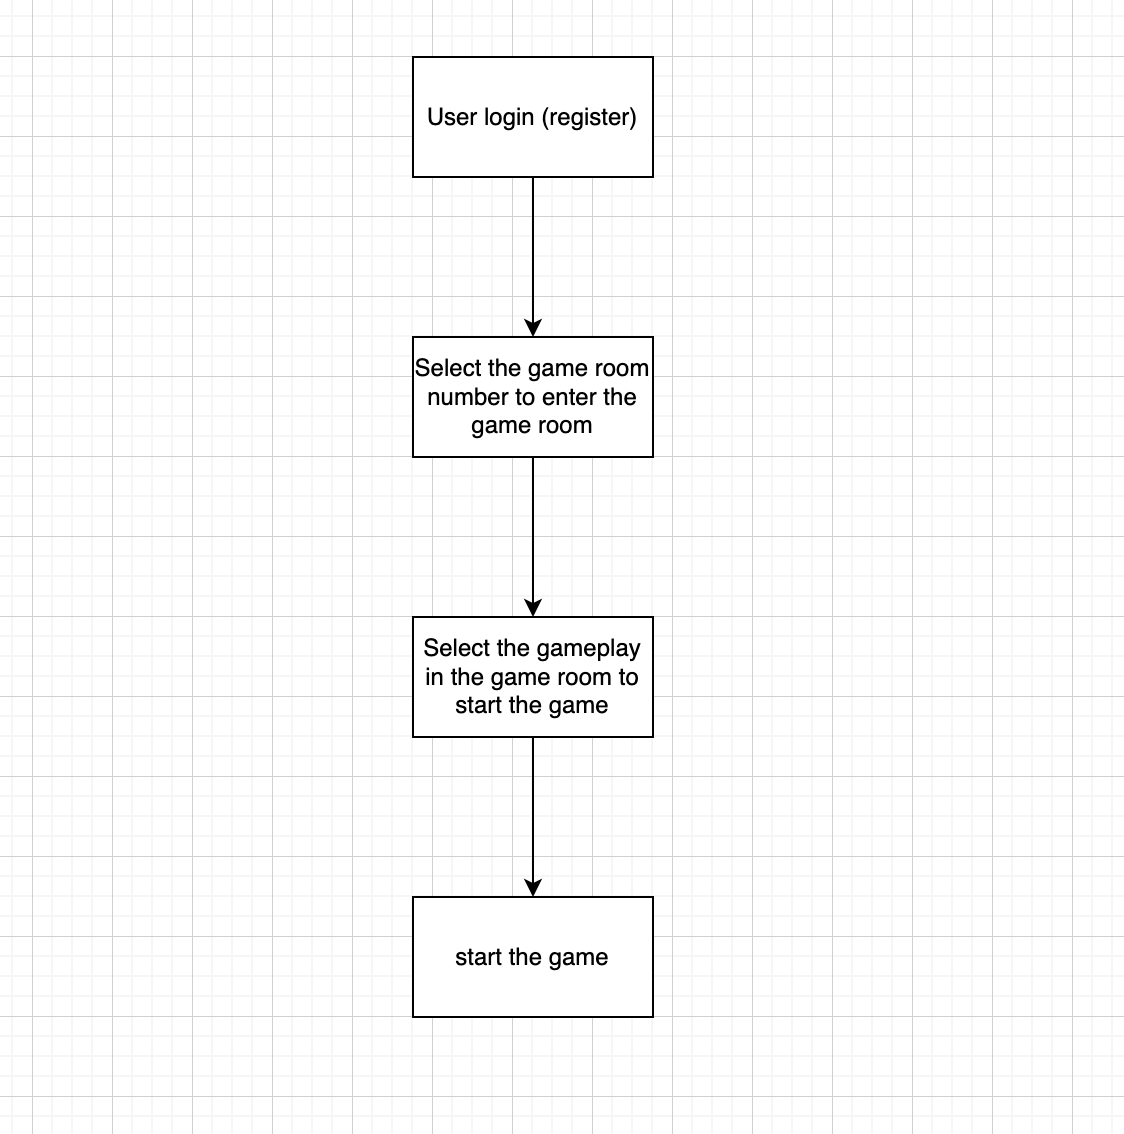 User login (register)
Select the game room
number to enter the
game room
Select the gameplay
in the game room to
start the game
start the game